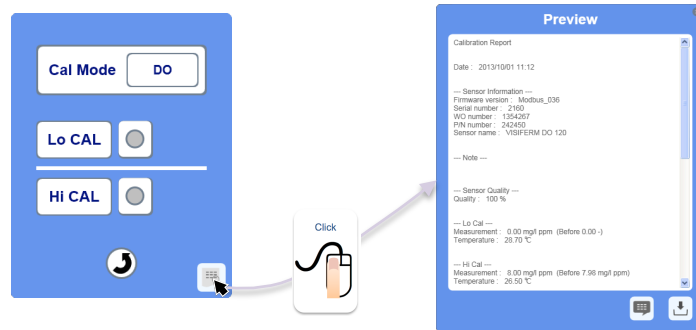 Cal Mode DO
Lo CAL
Hi CAL
Click
Preview
Calibration Report
Date : 2013/10/01 11:12
--- Sensor Information ---
Firmware version : Modbus_036
Serial number : 2160
WO number : 1354267
P/N number : 242450
Sensor name : VISIFERM DO 120
--- Note ---
--- Sensor Quality ---
Quality : 100 %
--- Lo Cal ---
Measurement : 0.00 mg/l ppm (Before 0.00 -)
Temperature : 28.70 ℃
--- Hi Cal ---
Measurement : 8.00 mg/l ppm (Before 7.98 mg/l ppm)
Temperature : 26.50 ℃